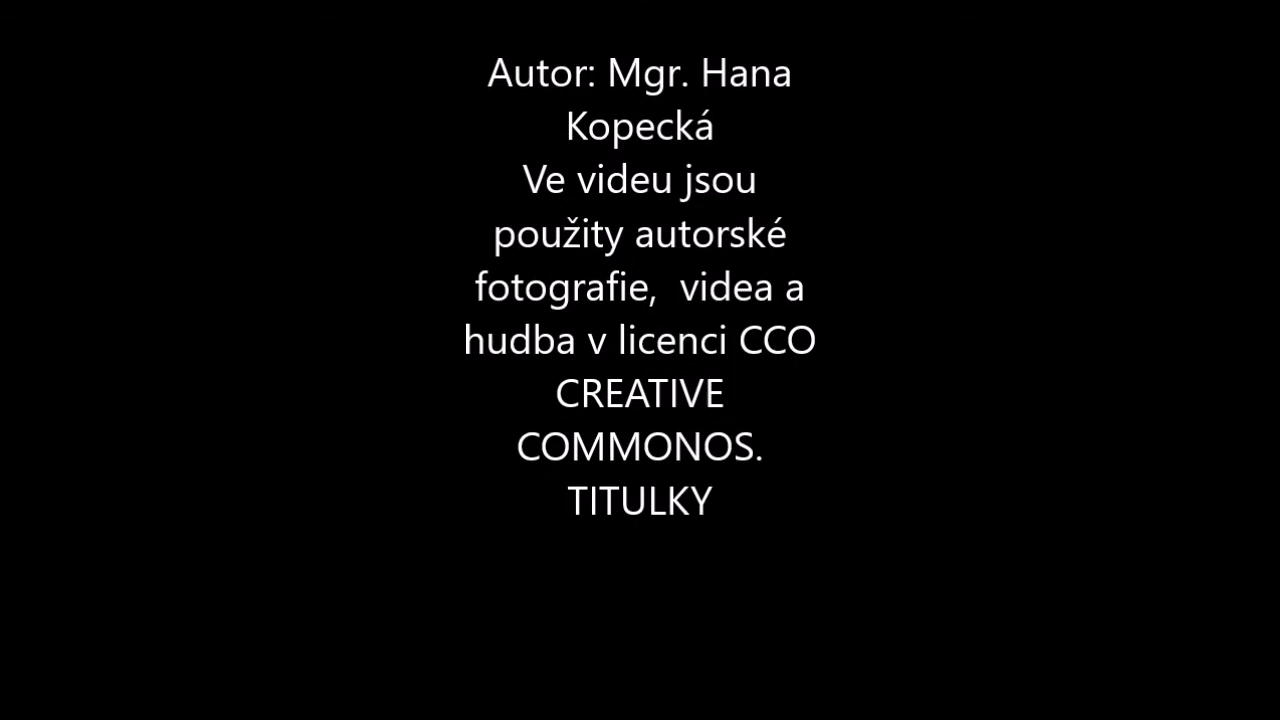 Autor: Mgr. Hana
Kopecká
Ve videu jsou
použity autorské
fotografie,  videa a
hudba v licenci CCO
CREATIVE
COMMONOS.
TITULKY